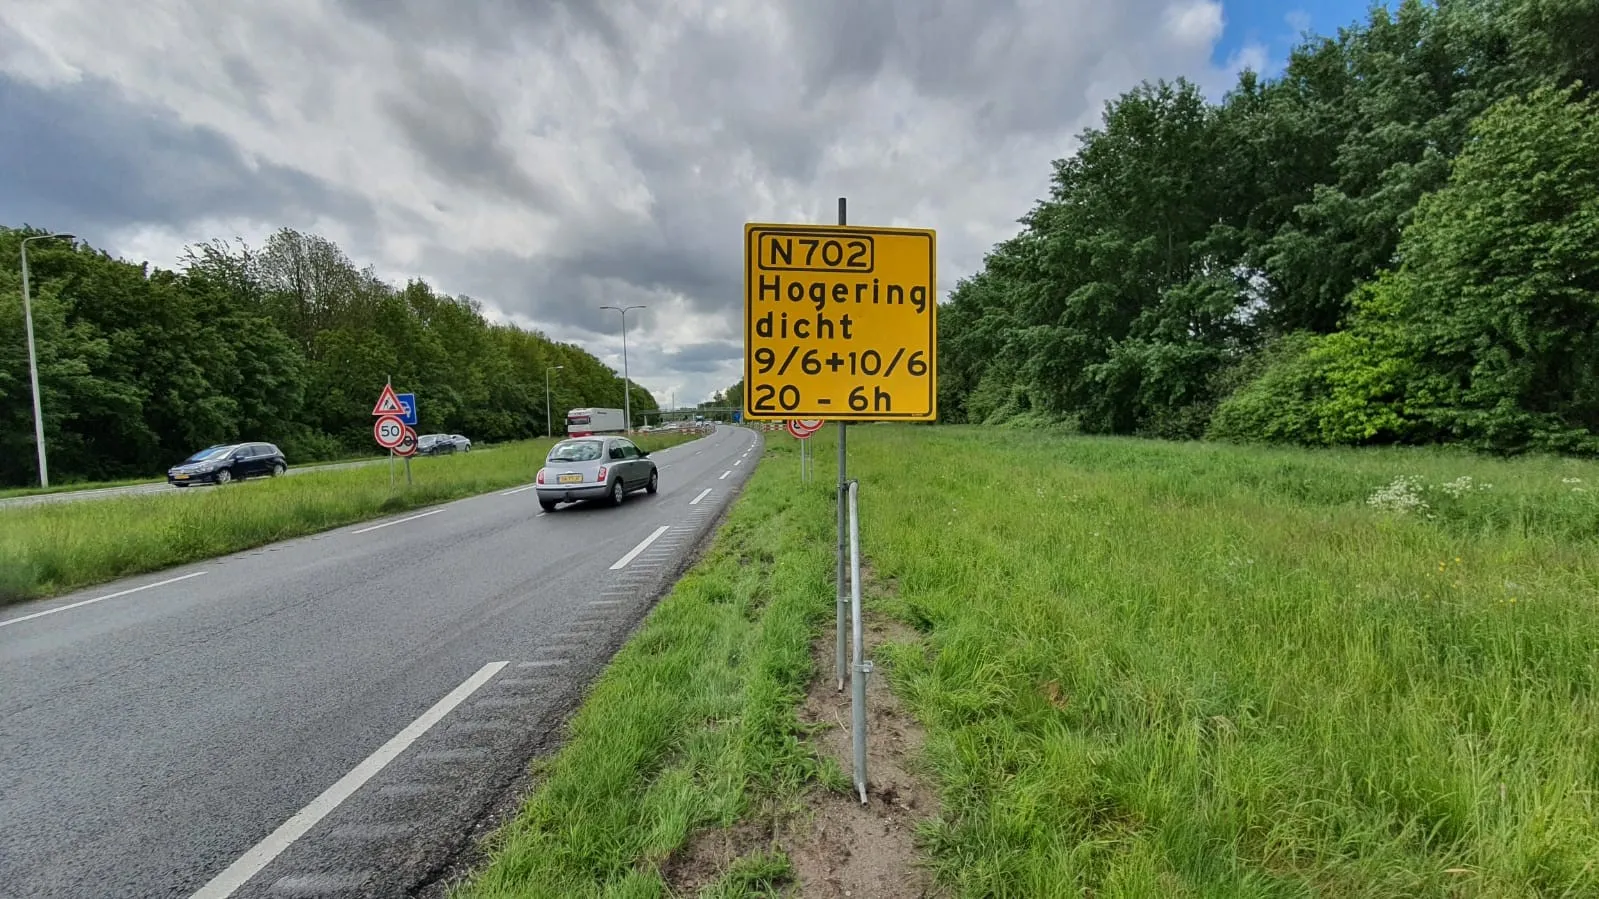 N702
Hogering
dicht
9/6+10/6
20 - 6h
50